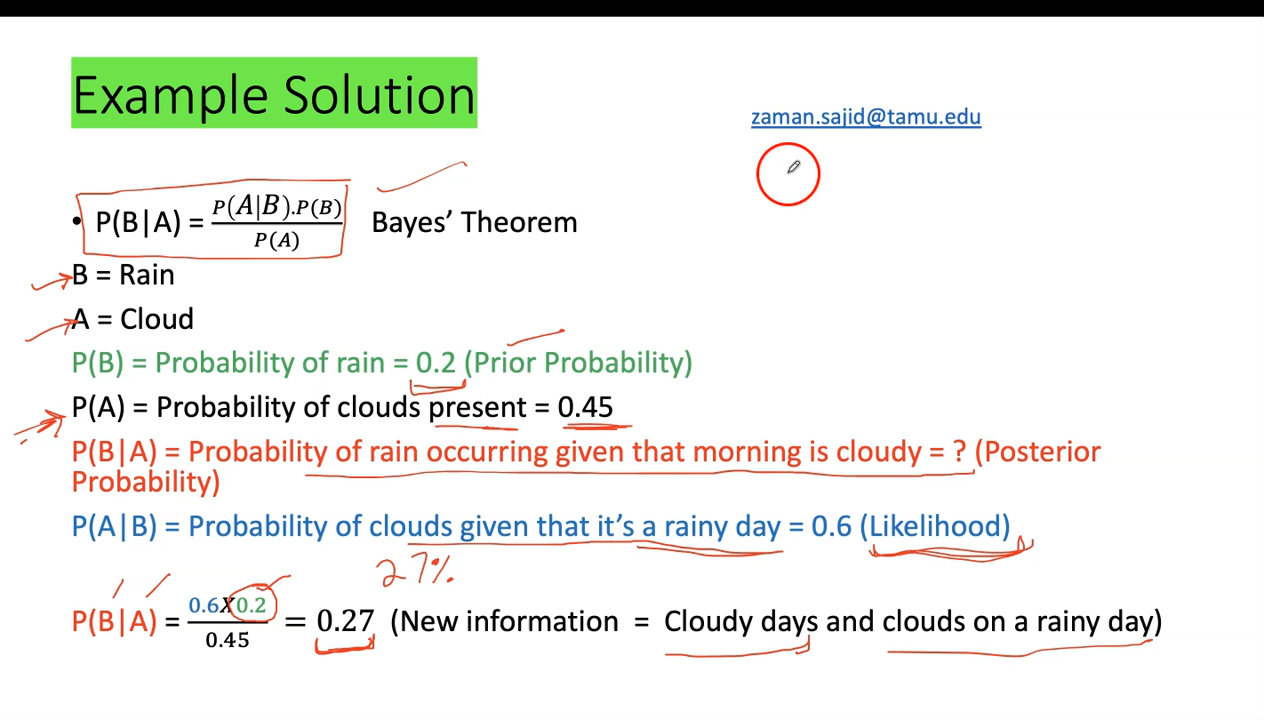 Example Solution
zaman.sajid@tamu.edu
• P(B|A) = P(A|B).P(B) / P(A) Bayes’ Theorem
B = Rain
A = Cloud
P(B) = Probability of rain = 0.2 (Prior Probability)
P(A) = Probability of clouds present = 0.45
P(B|A) = Probability of rain occurring given that morning is cloudy = ? (Posterior
Probability)
P(A|B) = Probability of clouds given that it’s a rainy day = 0.6 (Likelihood)
27%
P(B|A) = 0.6X0.2 / 0.45 = 0.27 (New information = Cloudy days and clouds on a rainy day)